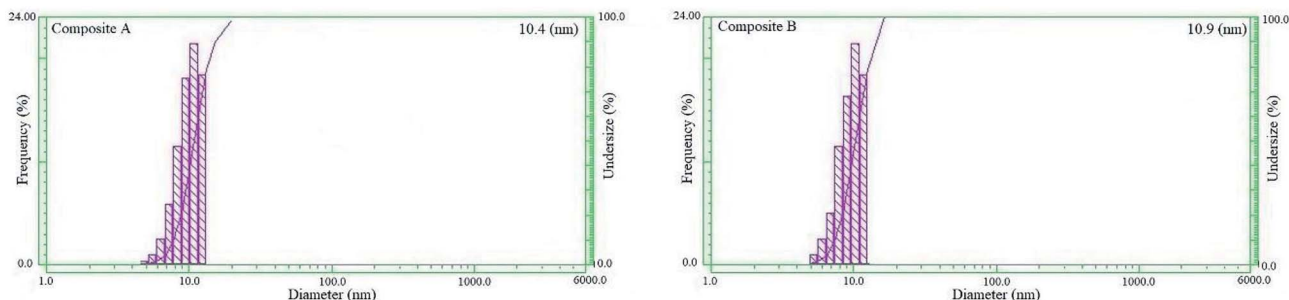 24.00
Composite A
10.4 (nm)
100.0
Frequency (%)
Undersize (%)
0.0
0.0
1.0
10.0
100.0
1000.0
6000.0
Diameter (nm)
24.00
Composite B
10.9 (nm)
100.0
Frequency (%)
Undersize (%)
0.0
0.0
1.0
10.0
100.0
1000.0
6000.0
Diameter (nm)